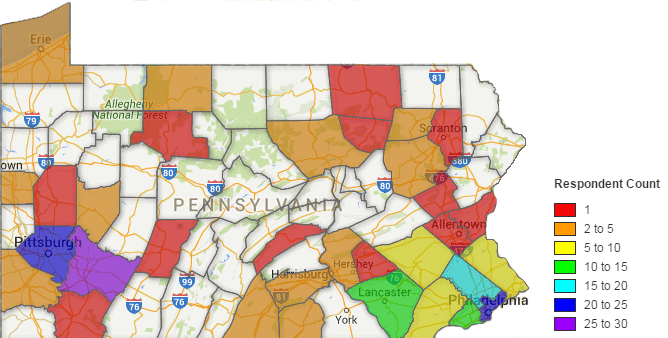 Erie
81
Allegheny
National Forest
79
Scranton
own
80
380
80
80
80
476
PENNSYLVANIA
Allentown
Pittsburgh
Harrisburg
Hershey
99
76
81
76
76
Lancaster
Philadelphia
York
Respondent Count
1
2 to 5
5 to 10
10 to 15
15 to 20
20 to 25
25 to 30